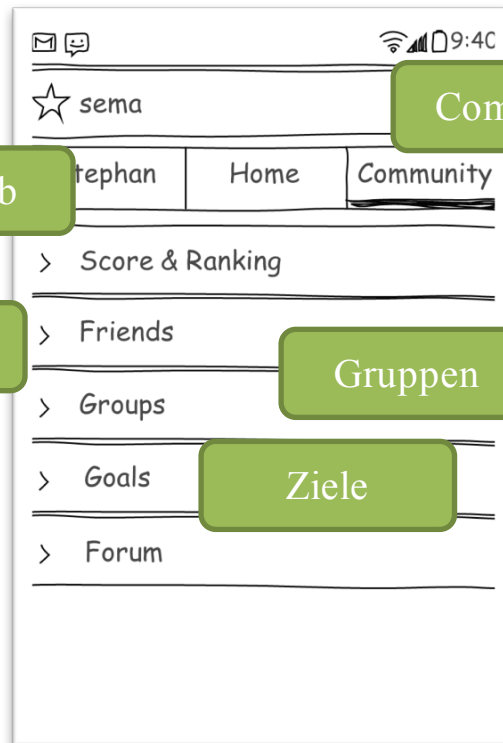 9:40
sema
Com
b
tephan Home Community
Score & Ranking
Friends
Gruppen
Groups
Goals
Ziele
Forum